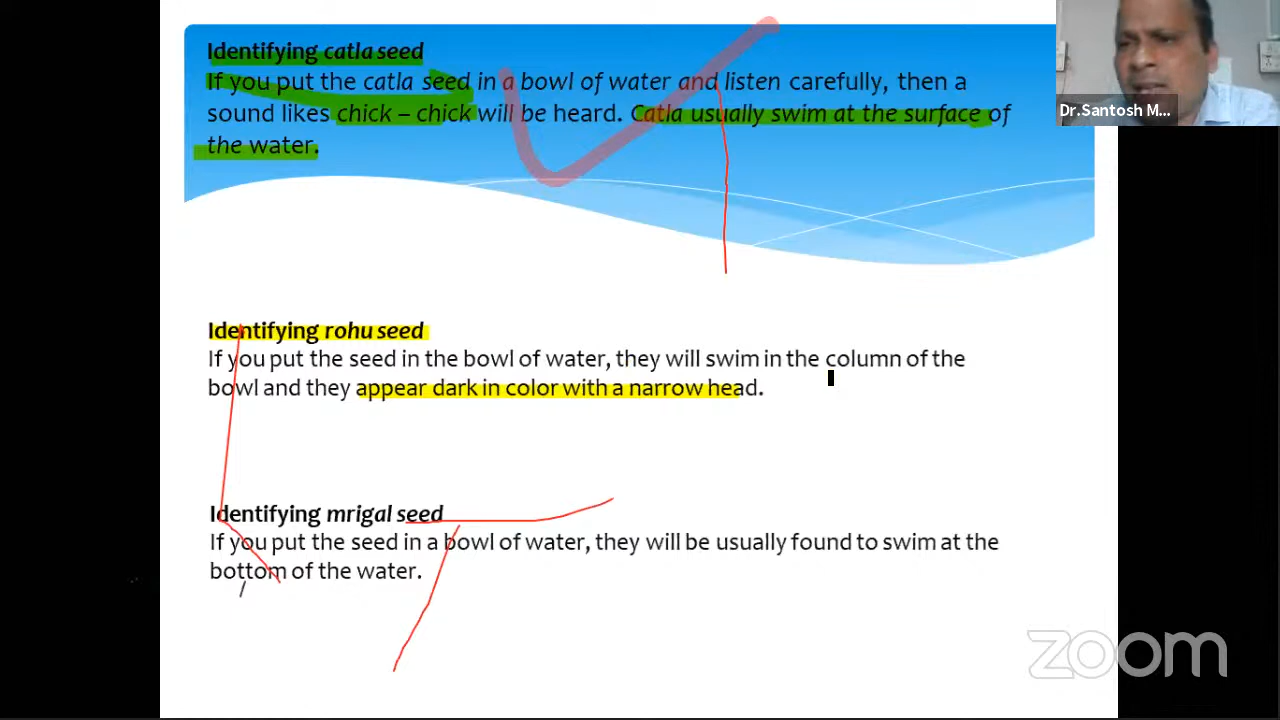 Identifying catla seed
If you put the catla seed in a bowl of water and listen carefully, then a
sound likes chick – chick will be heard. Catla usually swim at the surface of
the water.
Dr.Santosh M...
Identifying rohu seed
If you put the seed in the bowl of water, they will swim in the column of the
bowl and they appear dark in color with a narrow head.
Identifying mrigal seed
If you put the seed in a bowl of water, they will be usually found to swim at the
bottom of the water.
zoom